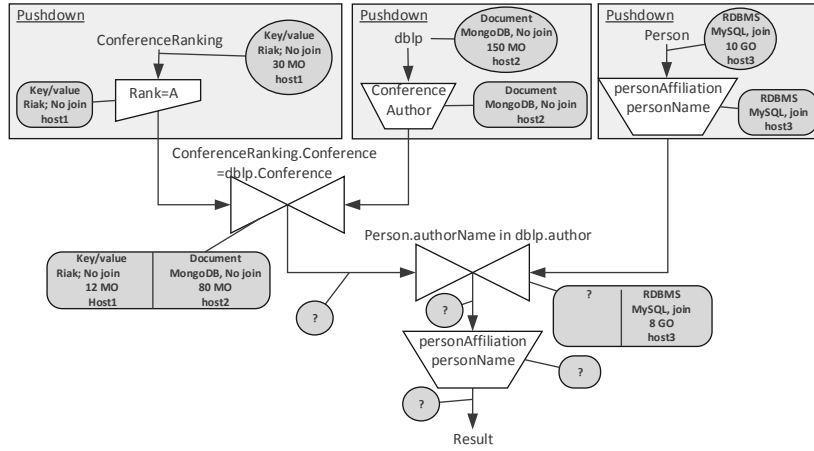 Pushdown
ConferenceRanking
Key/value
Riak; No join
30 MO
host1
Key/value
Riak; No join
host1
Rank=A
Pushdown
dblp
Document
MongoDB, No join
150 MO
host2
Conference
Author
Document
MongoDB, No join
host2
Pushdown
Person
RDBMS
MySQL, join
10 GO
host3
personAffiliation
personName
RDBMS
MySQL, join
host3
ConferenceRanking.Conference
=dblp.Conference
Key/value
Riak; No join
12 MO
Host1
Document
MongoDB, No join
80 MO
host2
Person.authorName in dblp.author
?
?
?
RDBMS
MySQL, join
8 GO
host3
personAffiliation
personName
?
?
Result